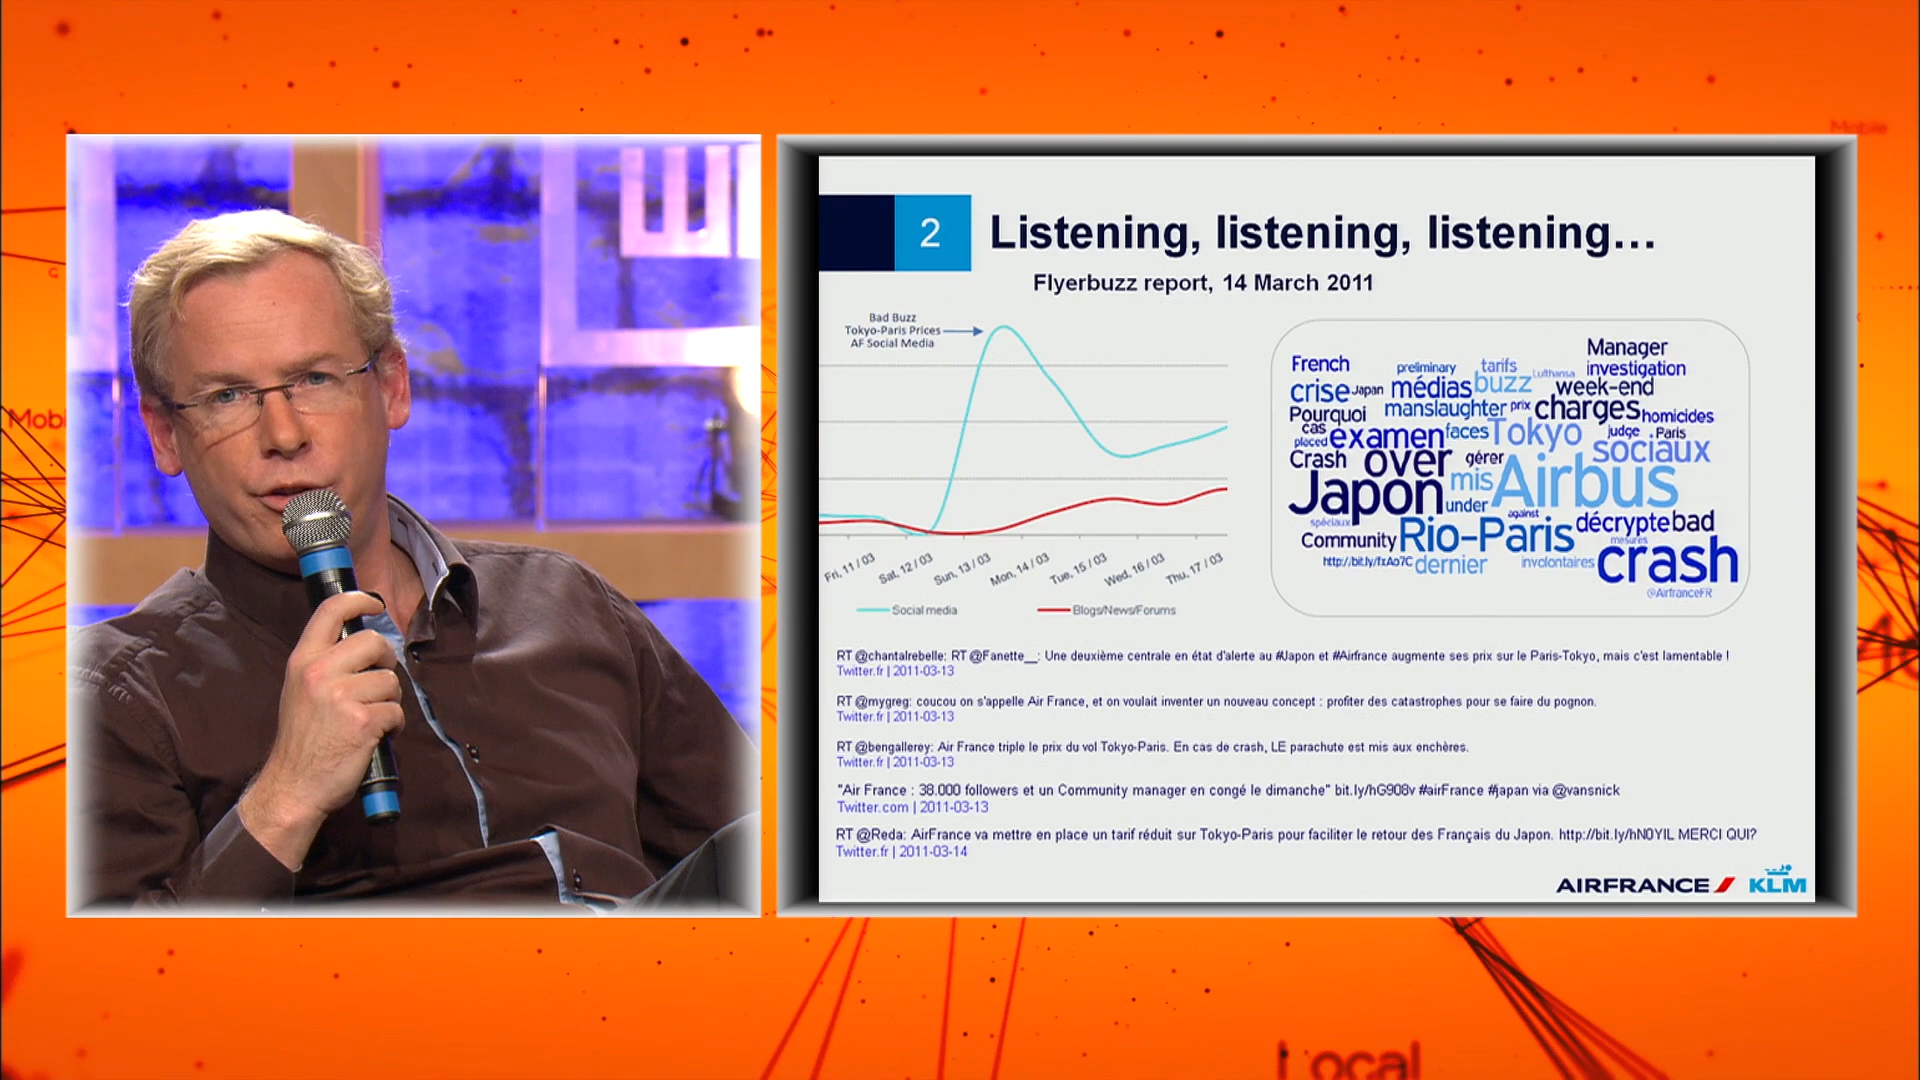 Mobile
Mobi
2
Listening, listening, listening...
Flyerbuzz report, 14 March 2011
Bad Buzz
Tokyo-Paris Prices
AF Social Media
Fri, 11 / 03
Sat, 12 / 03
Sun, 13 / 03
Mon, 14 / 03
Tue, 15 / 03
Wed, 16 / 03
Thu, 17 / 03
Social media
Blogs/News/Forums
Manager
French preliminary tarifs Lufthansa investigation
crise Japan médias buzz week-end
Pourquoi manslaughter prix charges homicides
cas
placed examen faces Tokyo judge Paris
Crash over gérer sociaux
Japon mis Airbus
under
spéciaux against
Rio-Paris décrypte bad
Community mesures
http://bit.ly/fxAo7C dernier involontaires crash
@AirfranceFR
RT @chantalrebelle: RT @Fanette__: Une deuxième centrale en état d'alerte au #Japon et #Airfrance augmente ses prix sur le Paris-Tokyo, mais c'est lamentable !
Twitter.fr | 2011-03-13
RT @mygreg: coucou on s'appelle Air France, et on voulait inventer un nouveau concept : profiter des catastrophes pour se faire du pognon.
Twitter.fr | 2011-03-13
RT @bengallerey: Air France triple le prix du vol Tokyo-Paris. En cas de crash, LE parachute est mis aux enchères.
Twitter.fr | 2011-03-13
"Air France : 38.000 followers et un Community manager en congé le dimanche" bit.ly/hG908v #airFrance #japan via @vansnick
Twitter.com | 2011-03-13
RT @Reda: AirFrance va mettre en place un tarif réduit sur Tokyo-Paris pour faciliter le retour des Français du Japon. http://bit.ly/hN0YIL MERCI QUI?
Twitter.fr | 2011-03-14
AIRFRANCE KLM
Local